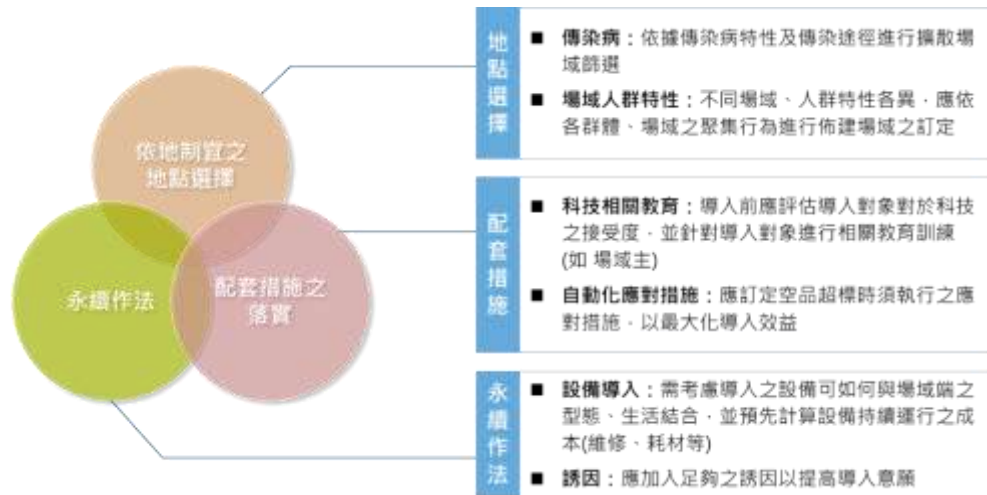 依地制宜之
地點選擇
永續作法
配套措施之
落實
地點選擇
■ 傳染病：依據傳染病特性及傳染途徑進行擴散場
域篩選
■ 場域人群特性：不同場域、人群特性各異，應依
各群體、場域之聚集行為進行佈建場域之訂定
配套措施
■ 科技相關教育：導入前應評估導入對象對於科技
之接受度，並針對導入對象進行相關教育訓練
(如 場域主)
■ 自動化應對措施：應訂定空品超標時須執行之應
對措施，以最大化導入效益
永續作法
■ 設備導入：需考慮導入之設備可如何與場域端之
型態、生活結合，並預先計算設備持續運行之成
本(維修、耗材等)
■ 誘因：應加入足夠之誘因以提高導入意願